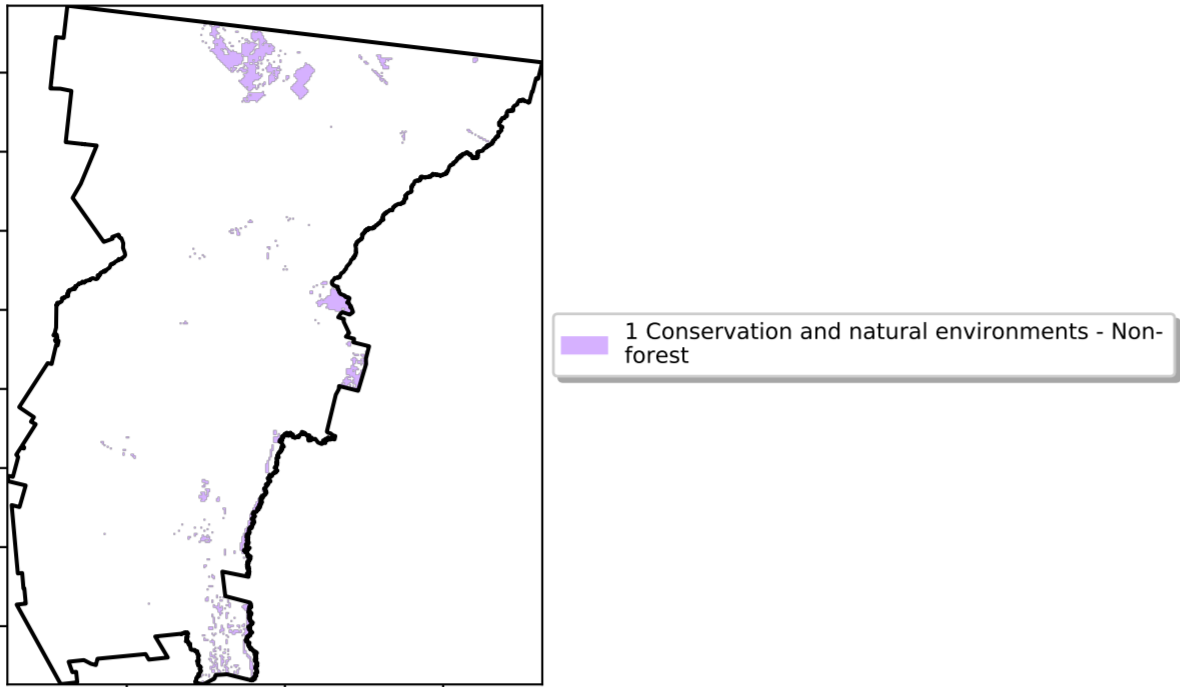 1 Conservation and natural environments - Non-
forest